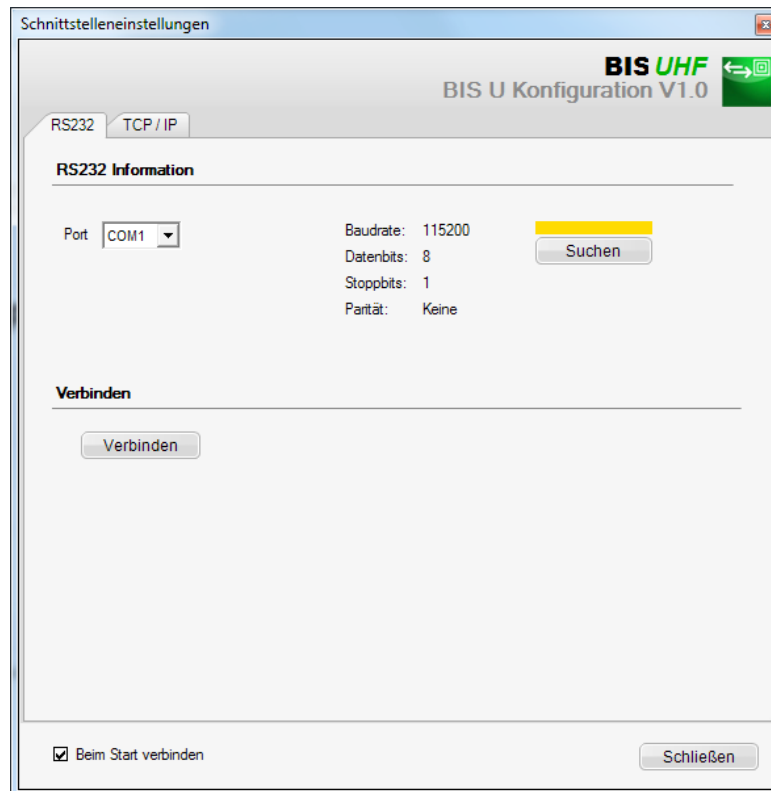 Schnittstelleneinstellungen
BIS UHF
BIS U Konfiguration V1.0
RS232 TCP / IP
RS232 Information
Port COM1 Baudrate: 115200 Suchen
Datenbits: 8
Stoppbits: 1
Parität: Keine
Verbinden
Verbinden
Beim Start verbinden Schließen